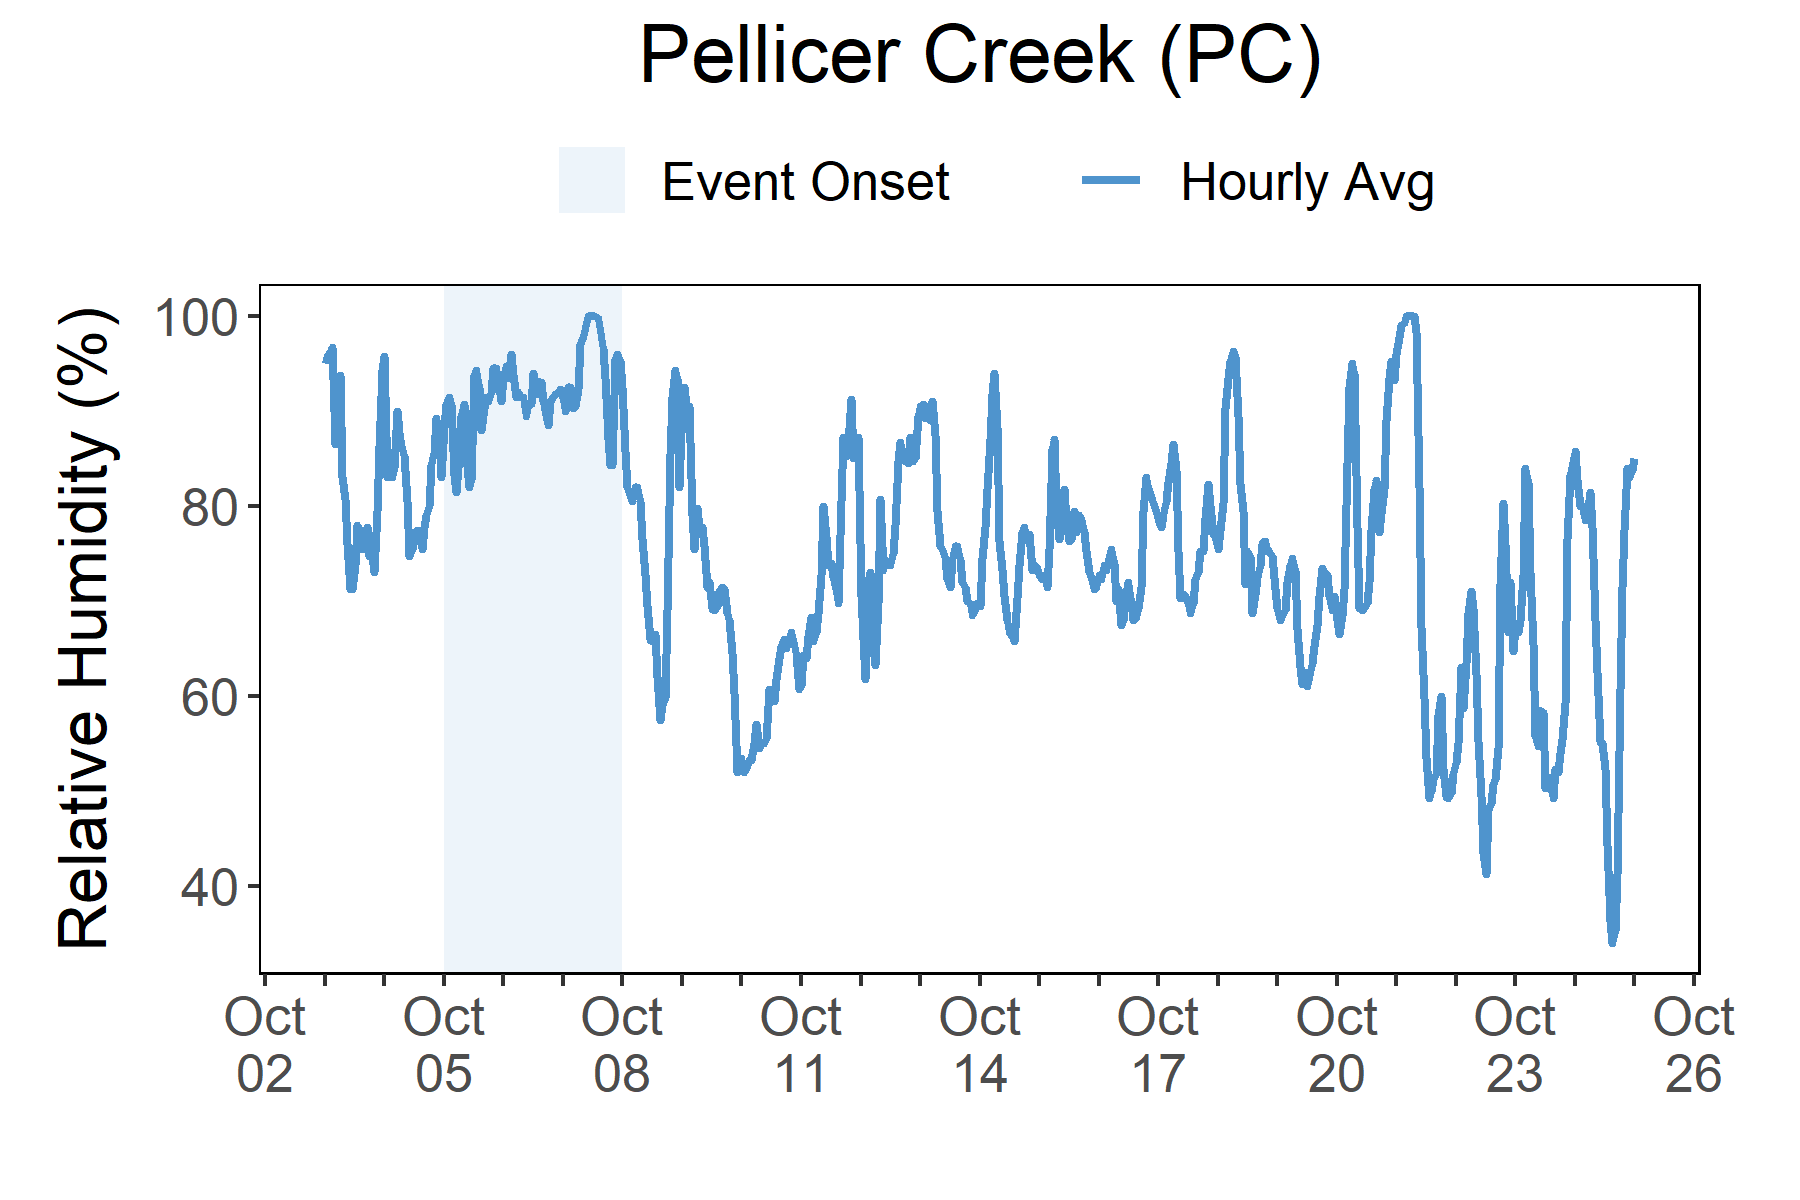 Pellicer Creek (PC)
Event Onset
Hourly Avg
Relative Humidity (%)
100
80
60
40
Oct 02
Oct 05
Oct 08
Oct 11
Oct 14
Oct 17
Oct 20
Oct 23
Oct 26